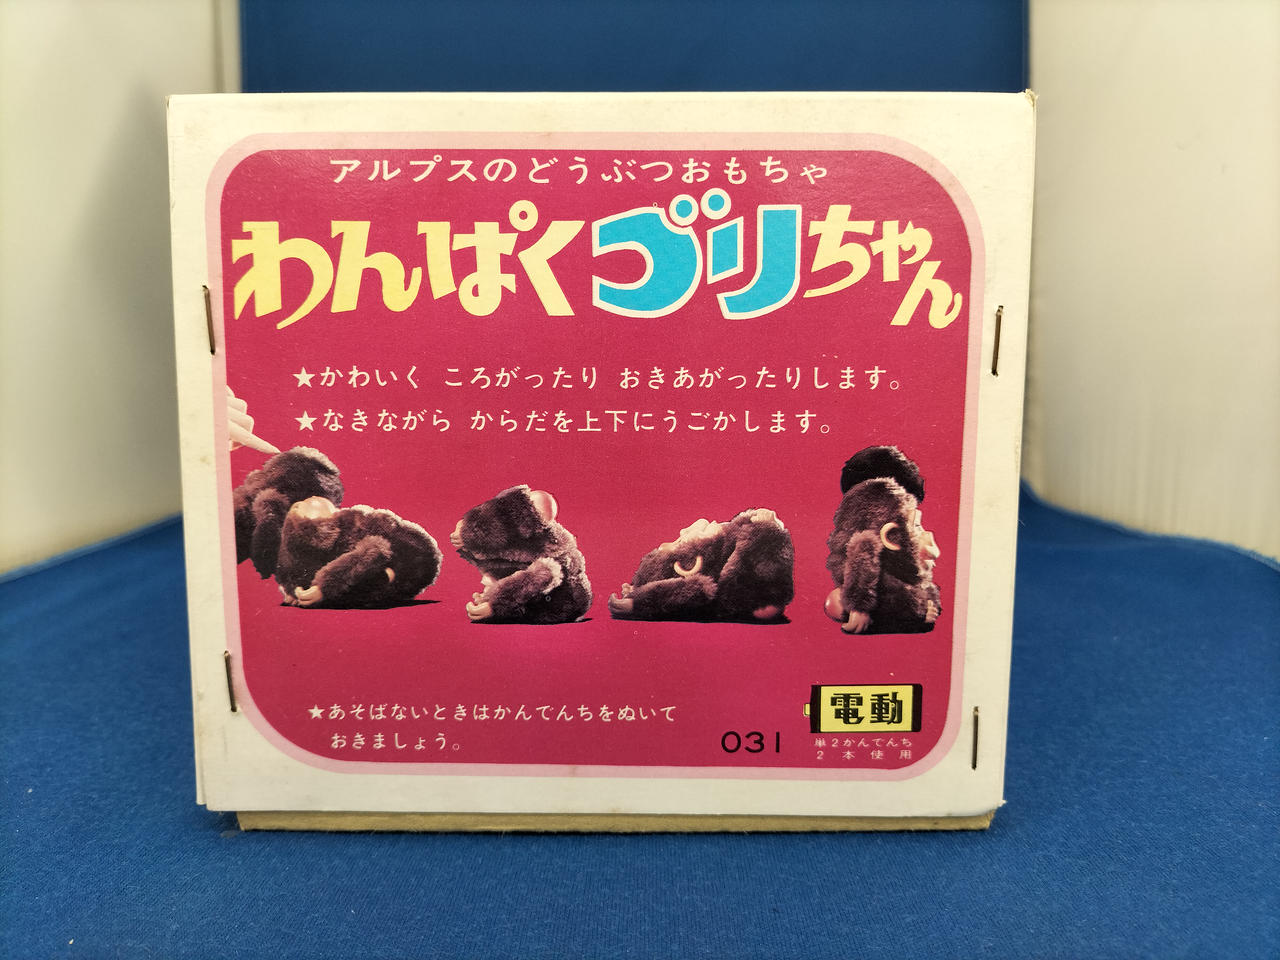 アルプスのどうぶつおもちゃ
わんぱくゴリちゃん
★かわいく ころがったり おきあがったりします。
★なきながら からだを上下にうごかします。
★あそばないときはかんでんちをぬいて
おきましょう。
031
電動
単2かんでんち
2本使用